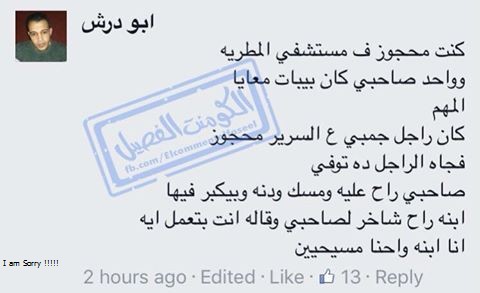 ابو درش
كنت محجوز ف مستشفي المطريه
وواحد صاحبي كان بيبات معايا
المهم
كان راجل جمبي ع السرير محجوز
فجاه الراجل ده توفي
صاحبي راح عليه ومسك ودنه وبيكبر فيها
ابنه راح شاخر لصاحبي وقاله انت بتعمل ايه
انا ابنه واحنا مسيحيين
الكومنت الفصيل
fb.com/Elcommentelfaseel
I am Sorry !!!!!
2 hours ago · Edited · Like · 13 · Reply